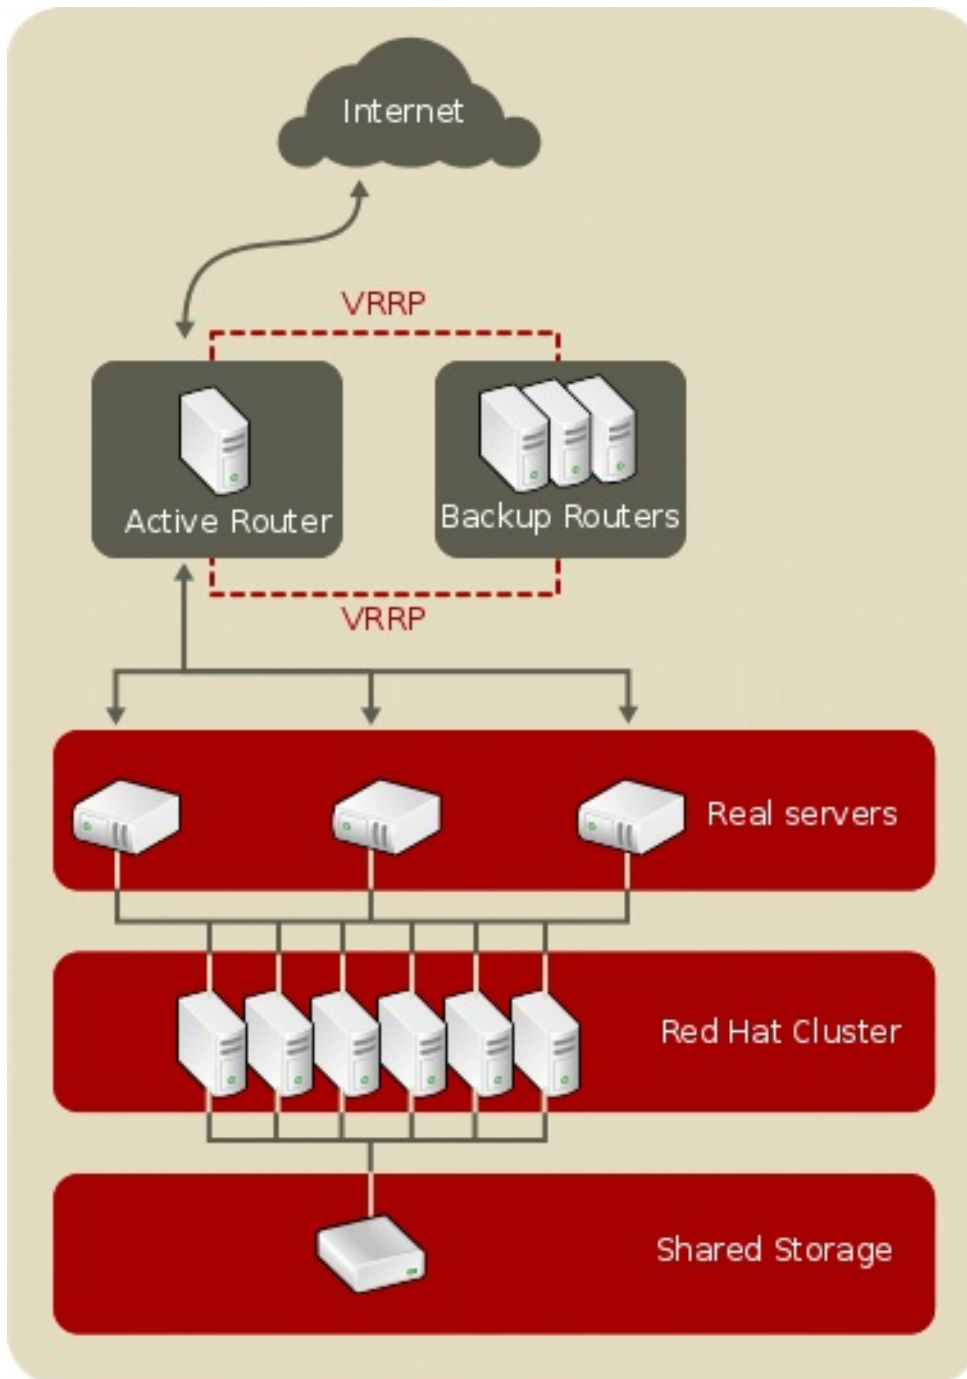 Internet
VRRP
Active Router
Backup Routers
VRRP
Real servers
Red Hat Cluster
Shared Storage